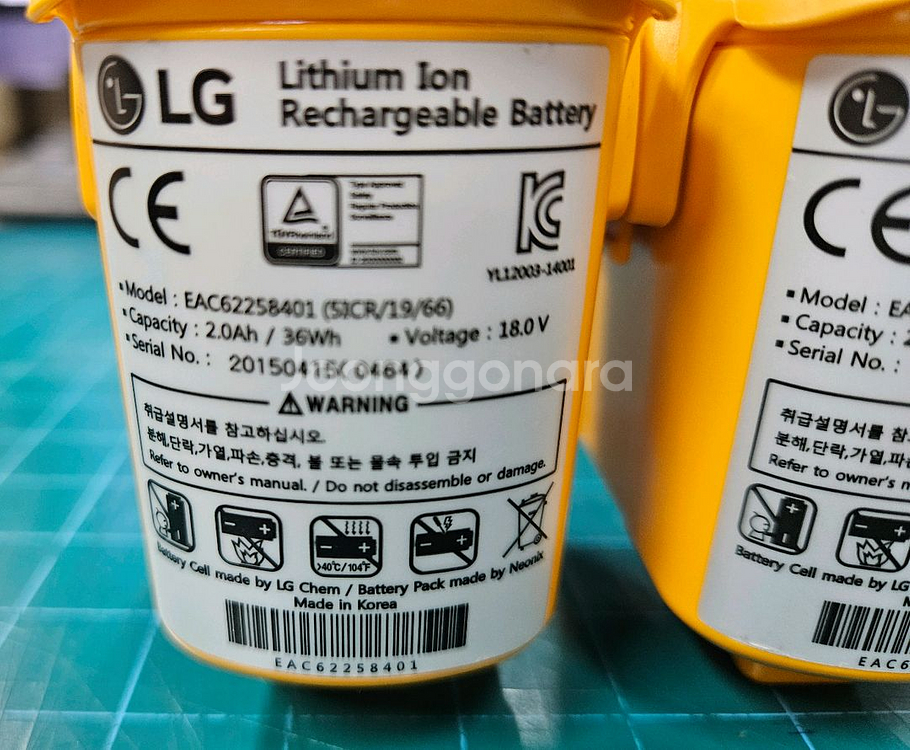 LG
Lithium Ion
Rechargeable Battery
CE
CERTIFIED
YL12003-14001
▪Model : EAC62258401 (5ICR/19/66)
▪Capacity : 2.0Ah / 36Wh ▪Voltage : 18.0V
▪Serial No. :
Juonggonara
WARNING
취급설명서를 참고하십시오.
분해,단락,가열,파손,충격, 불 또는 물속 투입 금지
Refer to owner's manual. / Do not disassemble or damage.
>40°C/104°F
Battery Cell made by LG Chem / Battery Pack made by Neonix
Made in Korea
EAC62258401
CE
▪Model : EA
▪Capacity : 2
▪Serial No. :
취급설명서를 참고
분해,단락,가열,파
Refer to owner's m
Battery Cell made by LG
EAC6